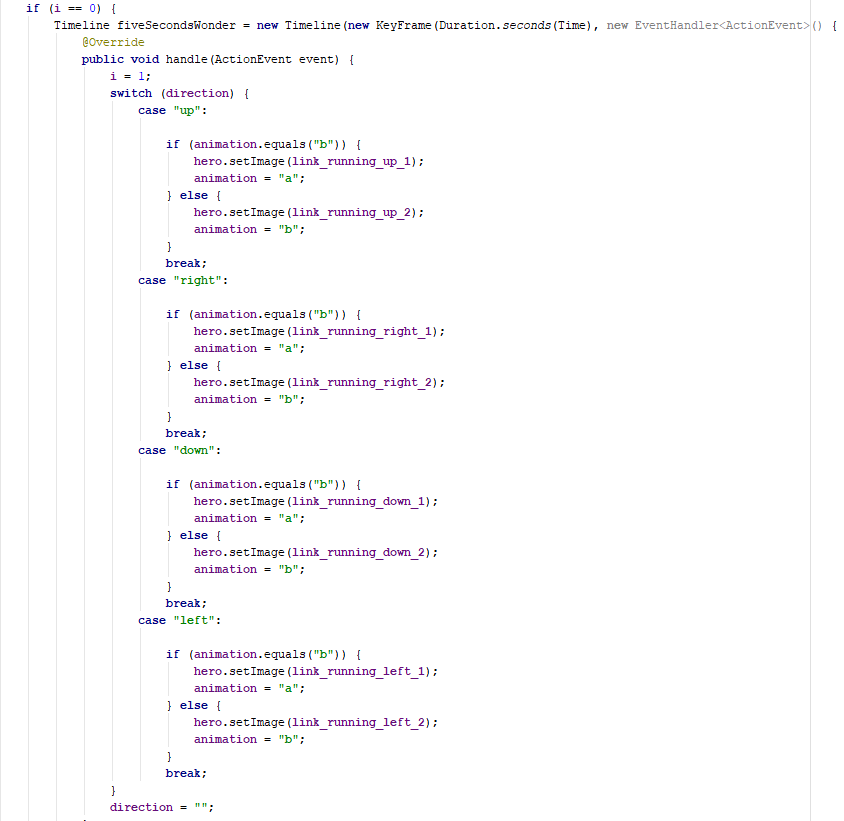 if (i == 0) {
Timeline fiveSecondsWonder = new Timeline(new KeyFrame(Duration.seconds(Time), new EventHandler<ActionEvent>() {
@Override
public void handle(ActionEvent event) {
i = 1;
switch (direction) {
case "up":
if (animation.equals("b")) {
hero.setImage(link_running_up_1);
animation = "a";
} else {
hero.setImage(link_running_up_2);
animation = "b";
}
break;
case "right":
if (animation.equals("b")) {
hero.setImage(link_running_right_1);
animation = "a";
} else {
hero.setImage(link_running_right_2);
animation = "b";
}
break;
case "down":
if (animation.equals("b")) {
hero.setImage(link_running_down_1);
animation = "a";
} else {
hero.setImage(link_running_down_2);
animation = "b";
}
break;
case "left":
if (animation.equals("b")) {
hero.setImage(link_running_left_1);
animation = "a";
} else {
hero.setImage(link_running_left_2);
animation = "b";
}
break;
}
direction = "";